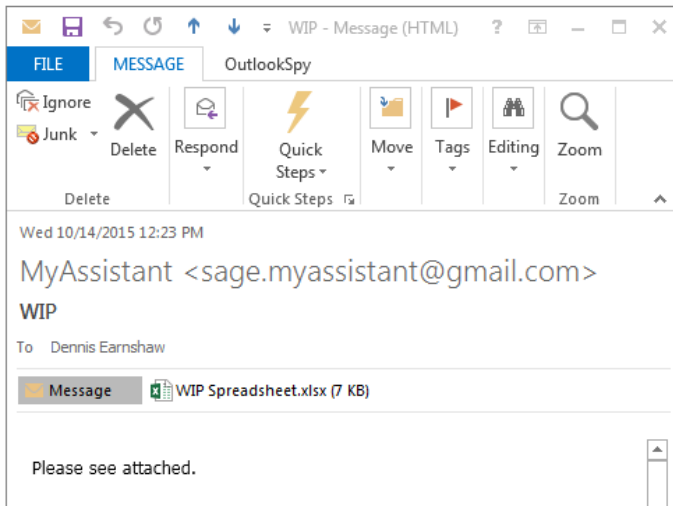 WIP - Message (HTML) ?
FILE MESSAGE OutlookSpy
Ignore
Junk
Delete
Respond
Quick Steps
Move
Tags
Editing
Zoom
Delete Quick Steps Zoom
Wed 10/14/2015 12:23 PM
MyAssistant <sage.myassistant@gmail.com>
WIP
To Dennis Earnshaw
Message WIP Spreadsheet.xlsx (7 KB)
Please see attached.